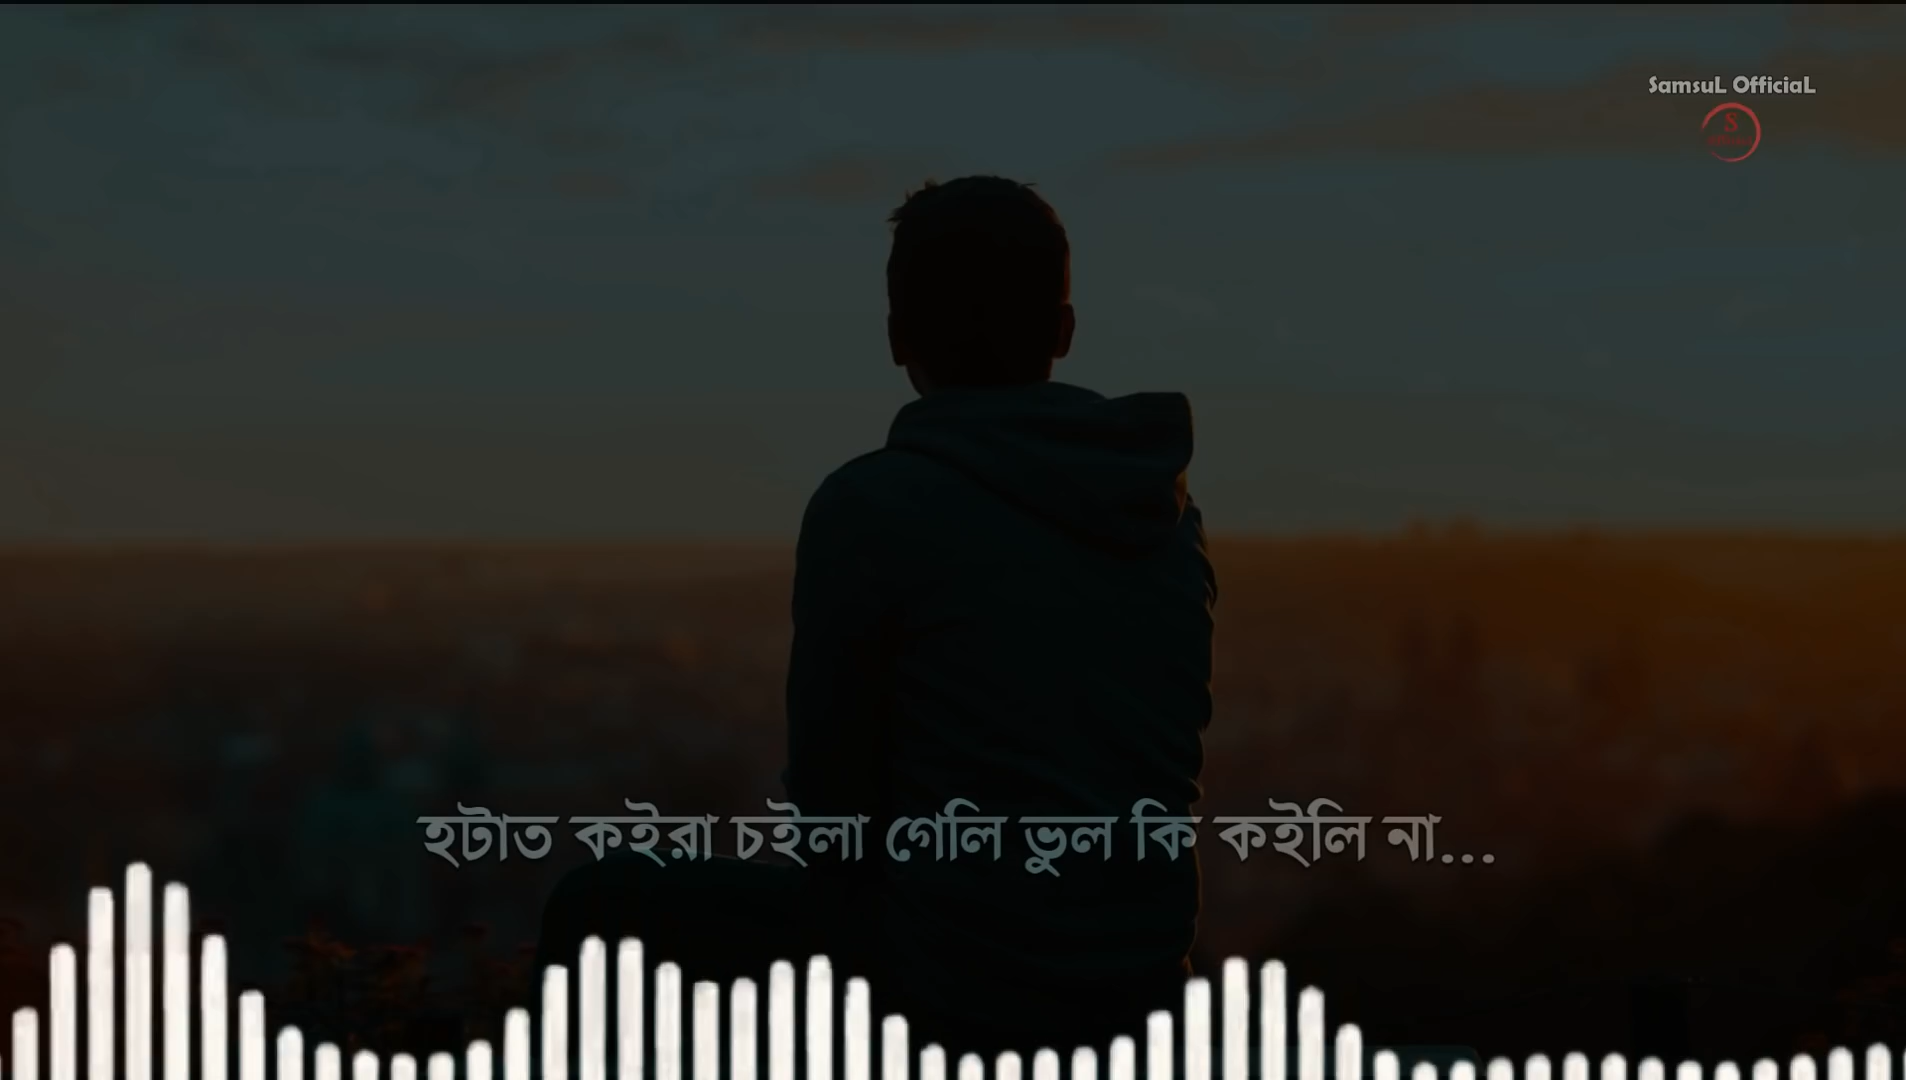 SamsuL OfficiaL
S
হটাত কইরা চইলা গেলি ভুল কি কইলি না...